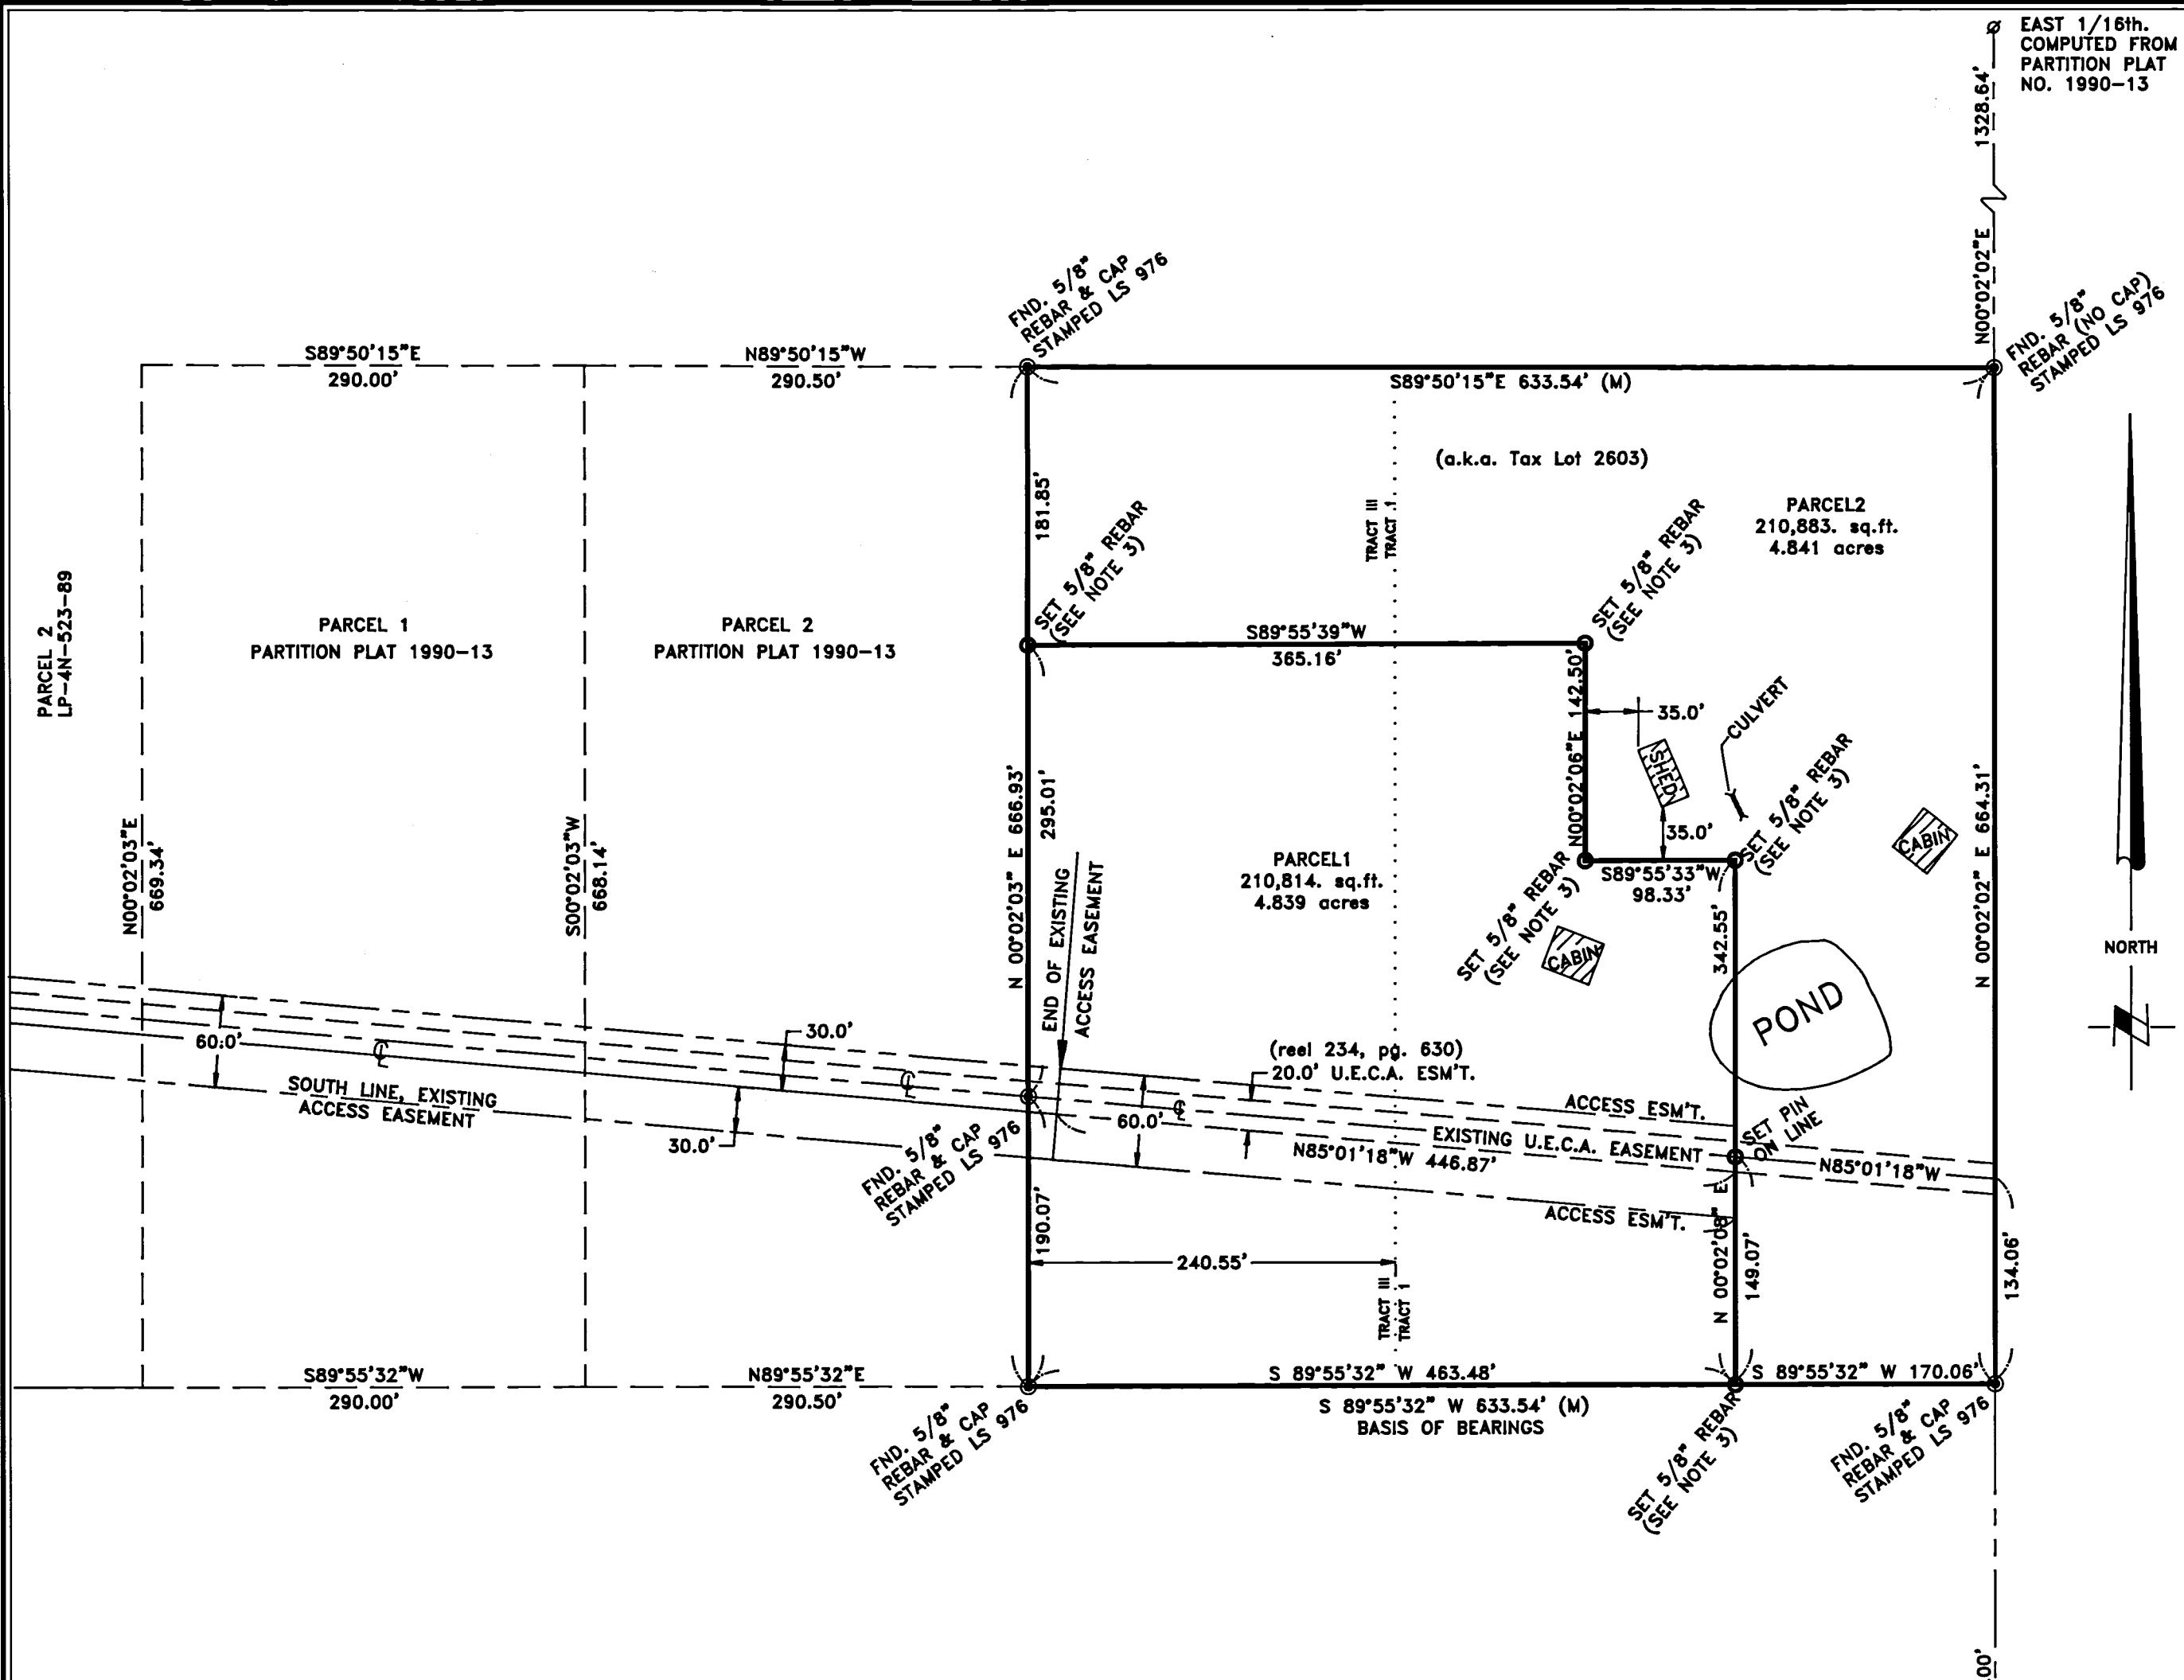 EAST 1/16th.
COMPUTED FROM
PARTITION PLAT
NO. 1990-13
1328.64'
N00°02'02"E
FND. 5/8"
REBAR & CAP
STAMPED LS 976
FND. 5/8"
REBAR (NO CAP)
STAMPED LS 976
S89°50'15"E
290.00'
N89°50'15"W
290.50'
S89°50'15"E 633.54' (M)
(a.k.a. Tax Lot 2603)
181.85'
TRACT III
TRACT 1
PARCEL2
210,883. sq.ft.
4.841 acres
SET 5/8" REBAR
(SEE NOTE 3)
SET 5/8" REBAR
(SEE NOTE 3)
PARCEL 2
LP-4N-523-89
PARCEL 1
PARTITION PLAT 1990-13
PARCEL 2
PARTITION PLAT 1990-13
S89°55'39"W
365.16'
N00°02'06"E 142.50'
35.0'
CULVERT
SHED
35.0'
SET 5/8" REBAR
(SEE NOTE 3)
CABIN
N 00°02'02" E 664.31'
N00°02'03"E
669.34'
S00°02'03"W
668.14'
N 00°02'03" E 666.93'
295.01'
PARCEL1
210,814. sq.ft.
4.839 acres
S89°55'33"W
98.33'
SET 5/8" REBAR
(SEE NOTE 3)
CABIN
342.55'
POND
NORTH
END OF EXISTING
ACCESS EASEMENT
60.0'
30.0'
SOUTH LINE, EXISTING
ACCESS EASEMENT
30.0'
(reel 234, pg. 630)
20.0' U.E.C.A. ESM'T.
60.0'
ACCESS ESM'T.
EXISTING U.E.C.A. EASEMENT
N85°01'18"W 446.87'
SET PIN
ON LINE
N85°01'18"W
ACCESS ESM'T.
FND. 5/8"
REBAR & CAP
STAMPED LS 976
190.07'
240.55'
TRACT III
TRACT 1
N 00°02'08" E
149.07'
134.06'
S89°55'32"W
290.00'
N89°55'32"E
290.50'
S 89°55'32" W 463.48'
S 89°55'32" W 170.06'
S 89°55'32" W 633.54' (M)
BASIS OF BEARINGS
FND. 5/8"
REBAR & CAP
STAMPED LS 976
SET 5/8" REBAR
(SEE NOTE 3)
FND. 5/8"
REBAR & CAP
STAMPED LS 976